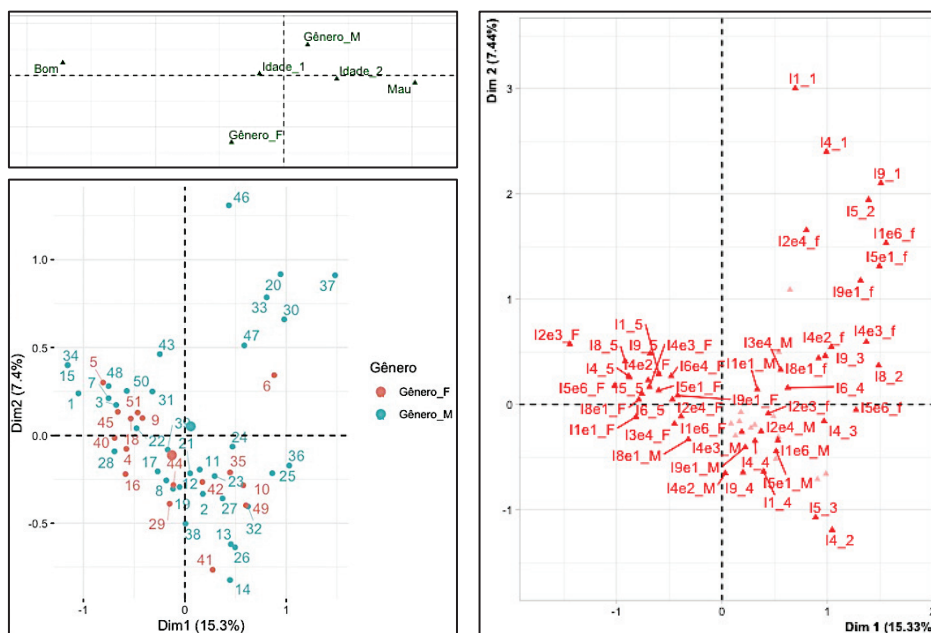 Gênero_M
Bom
Idade_1
Idade_2
Mau
Gênero_F
46
20
37
33
30
47
43
34
5
6
15
7
48
50
1
3
51
31
9
45
18
22
3
21
24
40
4
28
17
44
11
35
36
16
8
12
42
23
10
25
29
19
2
27
49
32
38
13
26
41
14
1.0
0.5
0.0
-0.5
-1
0
1
Dim2 (7.4%)
Dim1 (15.3%)
Gênero
Gênero_F
Gênero_M
Dim 2 (7.44%)
3
2
1
0
-1
I1_1
I4_1
I9_1
I5_2
I2e4_f
I1e6_f
I5e1_f
I9e1_f
I2e3_F
I1_5
I8_5
I9_5
I4e3_F
I3e4_M
I4e2_f
I4e3_f
I4_5
I4e2_F
I6e4_F
I1e1_M
I8e1_f
I9_3
I8_2
I5e6_F
I5_5
I5e1_F
I9e1_F
I6_4
I8e1_F
I6_5
I2e4_F
I2e3_f
I5e6_f
I1e1_F
I3e4_F
I1e6_F
I2e4_M
I4_3
I8e1_M
I4e3_M
I1e6_M
I9e1_M
I4_4
I4e2_M
I9_4
I1_4
I5e1_M
I5_3
I4_2
-1
0
1
2
Dim 1 (15.33%)